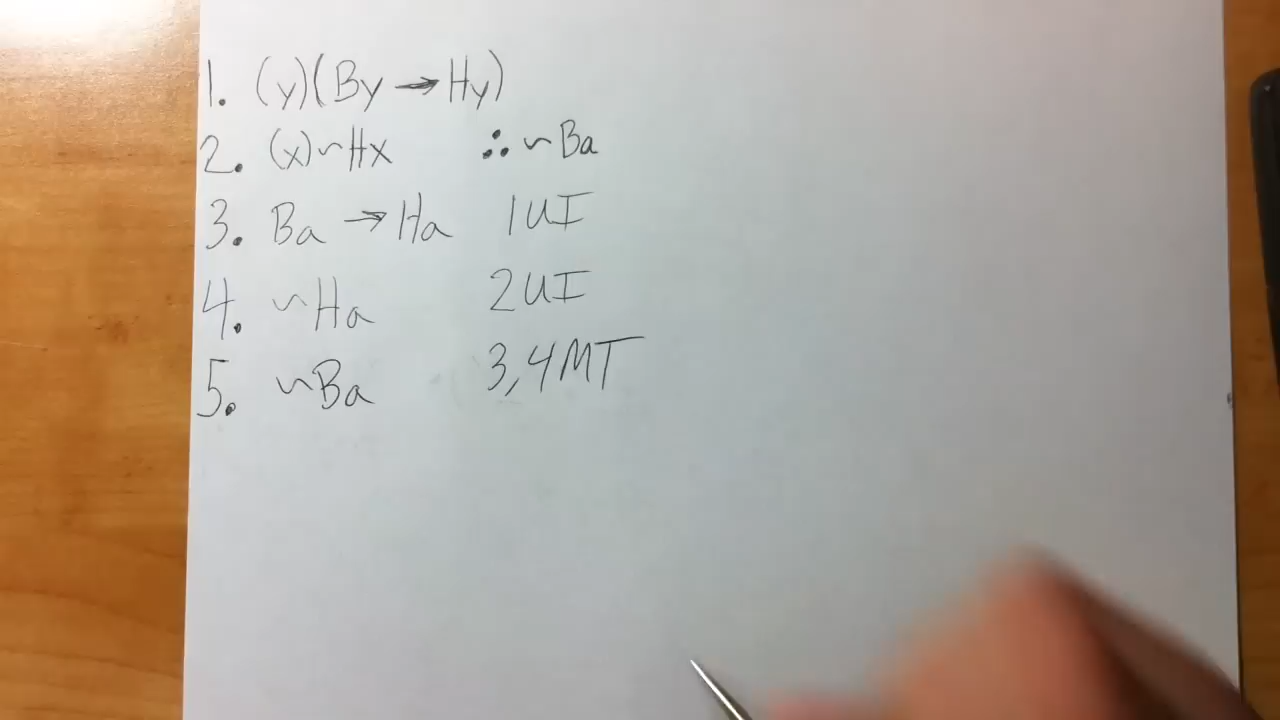 1. (y)(By → Hy)
2. (x)~Hx ∴ ~Ba
3. Ba → Ha 1UI
4. ~Ha 2UI
5. ~Ba 3,4MT